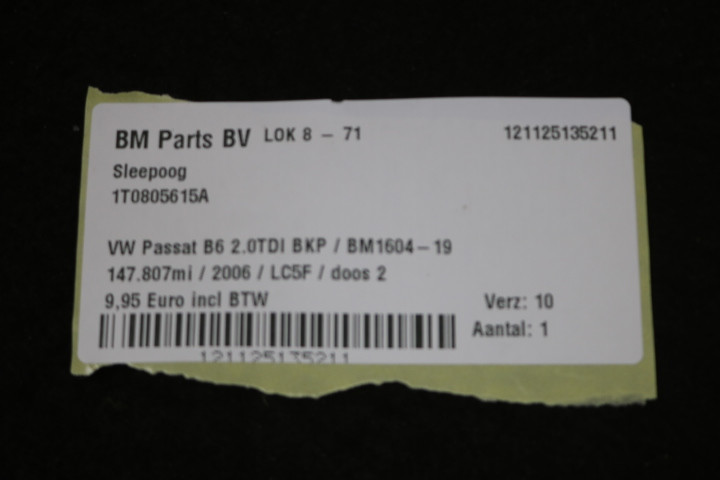 BM Parts BV LOK 8 - 71 121125135211
Sleepoog
1T0805615A
VW Passat B6 2.0TDI BKP / BM1604-19
147.807mi / 2006 / LC5F / doos 2
9,95 Euro incl BTW Verz: 10
Aantal: 1
121125135211